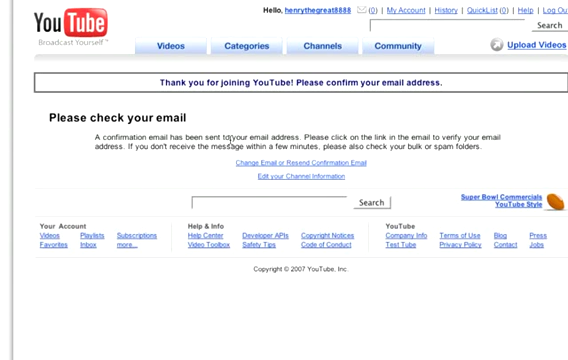 Hello, henrythegreat8888 (0) | My Account | History | QuickList (0) | Help | Log Ou
YouTube
Broadcast Yourself™
Search
Videos Categories Channels Community Upload Videos
Thank you for joining YouTube! Please confirm your email address.
Please check your email
A confirmation email has been sent to your email address. Please click on the link in the email to verify your email
address. If you don't receive the message within a few minutes, please also check your bulk or spam folders.
Change Email or Resend Confirmation Email
Edit your Channel Information
Search
Super Bowl Commercials
YouTube Style
Your Account Help & Info YouTube
Videos Playlists Subscriptions Help Center Developer APIs Copyright Notices Company Info Terms of Use Blog Press
Favorites Inbox more... Video Toolbox Safety Tips Code of Conduct Test Tube Privacy Policy Contact Jobs
Copyright © 2007 YouTube, Inc.